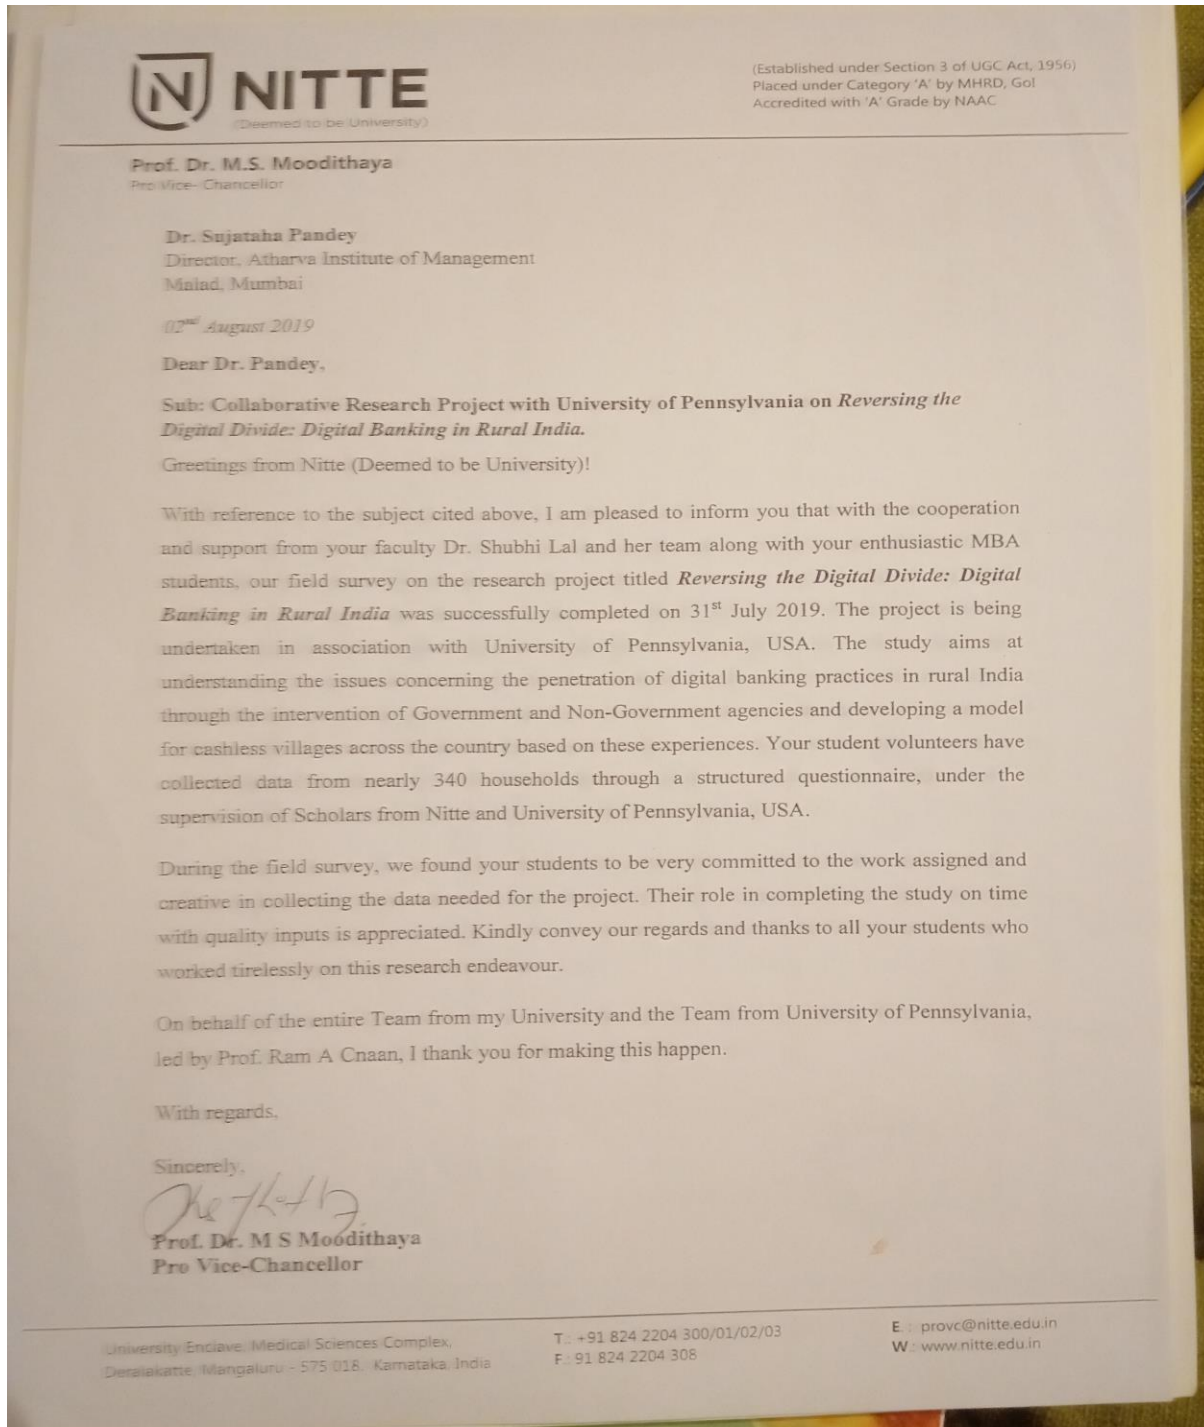 N NITTE
(Deemed to be University)
(Established under Section 3 of UGC Act, 1956)
Placed under Category 'A' by MHRD, GoI
Accredited with 'A' Grade by NAAC
Prof. Dr. M.S. Moodithaya
Pro Vice- Chancellor
Dr. Sujataha Pandey
Director, Atharva Institute of Management
Malad, Mumbai
02nd August 2019
Dear Dr. Pandey,
Sub: Collaborative Research Project with University of Pennsylvania on Reversing the
Digital Divide: Digital Banking in Rural India.
Greetings from Nitte (Deemed to be University)!
With reference to the subject cited above, I am pleased to inform you that with the cooperation
and support from your faculty Dr. Shubhi Lal and her team along with your enthusiastic MBA
students, our field survey on the research project titled Reversing the Digital Divide: Digital
Banking in Rural India was successfully completed on 31st July 2019. The project is being
undertaken in association with University of Pennsylvania, USA. The study aims at
understanding the issues concerning the penetration of digital banking practices in rural India
through the intervention of Government and Non-Government agencies and developing a model
for cashless villages across the country based on these experiences. Your student volunteers have
collected data from nearly 340 households through a structured questionnaire, under the
supervision of Scholars from Nitte and University of Pennsylvania, USA.
During the field survey, we found your students to be very committed to the work assigned and
creative in collecting the data needed for the project. Their role in completing the study on time
with quality inputs is appreciated. Kindly convey our regards and thanks to all your students who
worked tirelessly on this research endeavour.
On behalf of the entire Team from my University and the Team from University of Pennsylvania,
led by Prof. Ram A Cnaan, I thank you for making this happen.
With regards,
Sincerely,
Prof. Dr. M S Moodithaya
Pro Vice-Chancellor
University Enclave, Medical Sciences Complex,
Deralakatte, Mangaluru – 575 018, Karnataka, India
T : +91 824 2204 300/01/02/03
F : 91 824 2204 308
E : provc@nitte.edu.in
W : www.nitte.edu.in